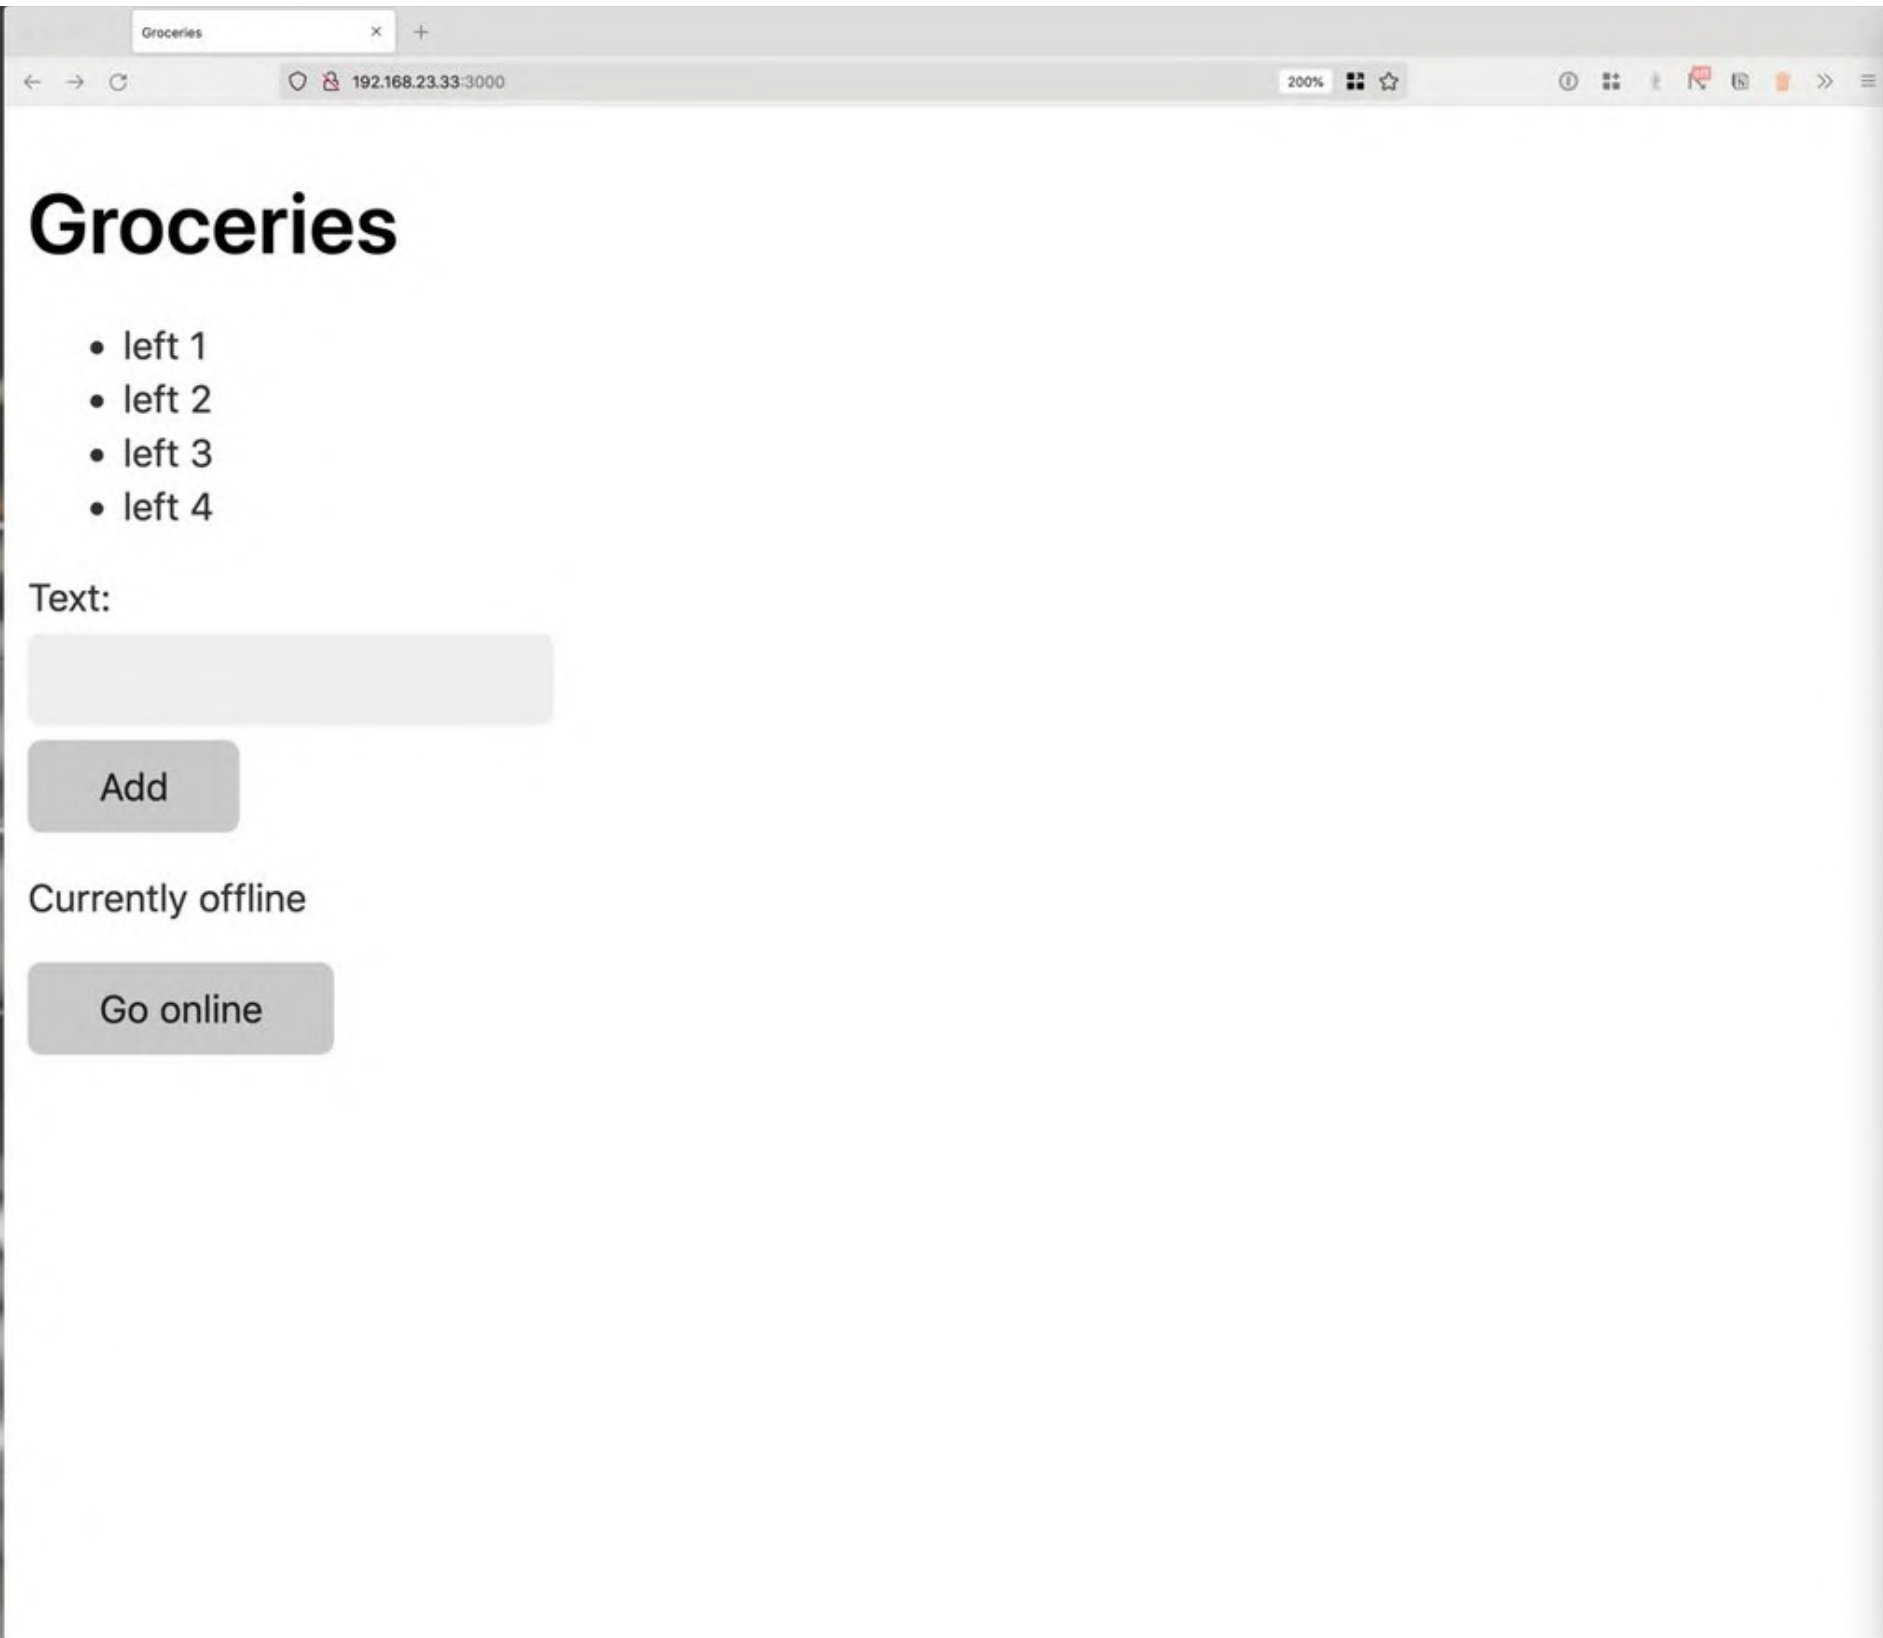 Groceries
192.168.23.33:3000
200%
Groceries
left 1
left 2
left 3
left 4
Text:
Add
Currently offline
Go online